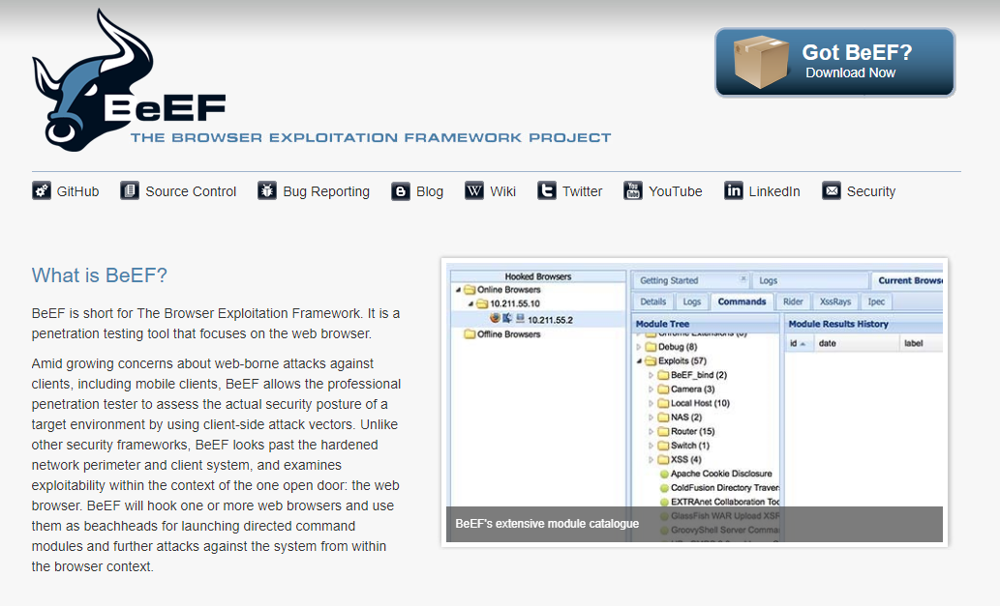 BeEF
THE BROWSER EXPLOITATION FRAMEWORK PROJECT
Got BeEF?
Download Now
GitHub Source Control Bug Reporting Blog Wiki Twitter YouTube LinkedIn Security
What is BeEF?
BeEF is short for The Browser Exploitation Framework. It is a
penetration testing tool that focuses on the web browser.
Amid growing concerns about web-borne attacks against
clients, including mobile clients, BeEF allows the professional
penetration tester to assess the actual security posture of a
target environment by using client-side attack vectors. Unlike
other security frameworks, BeEF looks past the hardened
network perimeter and client system, and examines
exploitability within the context of the one open door: the web
browser. BeEF will hook one or more web browsers and use
them as beachheads for launching directed command
modules and further attacks against the system from within
the browser context.
Hooked Browsers
Online Browsers
10.211.55.10
10.211.55.2
Offline Browsers
Getting Started Logs Current Brows
Details Logs Commands Rider XssRays Ipec
Module Tree
Chrome Extensions
Debug (8)
Exploits (57)
BeEF_bind (2)
Camera (3)
Local Host (10)
NAS (2)
Router (15)
Switch (1)
XSS (4)
Apache Cookie Disclosure
ColdFusion Directory Traver
EXTRAnet Collaboration Too
GlassFish WAR Upload XSF
GroovyShell Server Comma
Module Results History
id date label
BeEF's extensive module catalogue